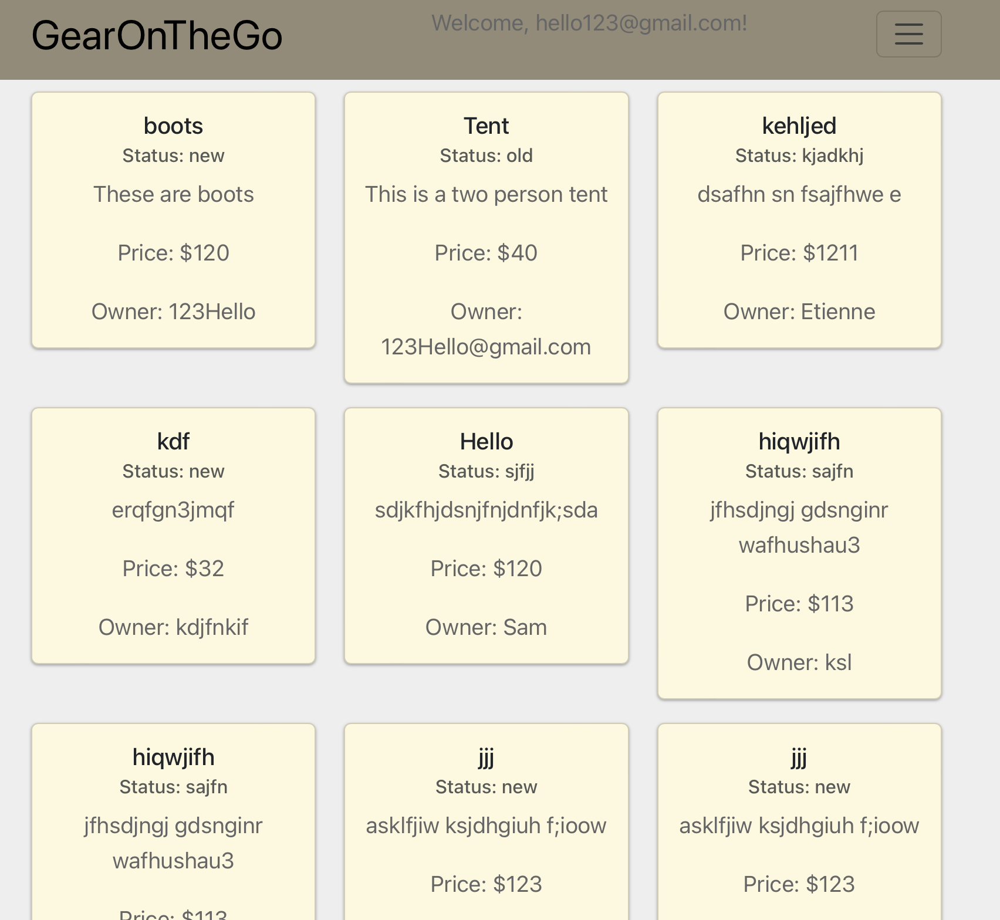 GearOnTheGo
Welcome, hello123@gmail.com!
boots
Status: new
These are boots
Price: $120
Owner: 123Hello
Tent
Status: old
This is a two person tent
Price: $40
Owner:
123Hello@gmail.com
kehljed
Status: kjadkhj
dsafhn sn fsajfhwe e
Price: $1211
Owner: Etienne
kdf
Status: new
erqfgn3jmqf
Price: $32
Owner: kdjfnkif
Hello
Status: sjfjj
sdjkfhjdsnjfnjdnfjk;sda
Price: $120
Owner: Sam
hiqwjifh
Status: sajfn
jfhsdjngj gdsnginr
wafhushau3
Price: $113
Owner: ksl
hiqwjifh
Status: sajfn
jfhsdjngj gdsnginr
wafhushau3
Price: $113
jjj
Status: new
asklfjiw ksjdhgiuh f;ioow
Price: $123
jjj
Status: new
asklfjiw ksjdhgiuh f;ioow
Price: $123